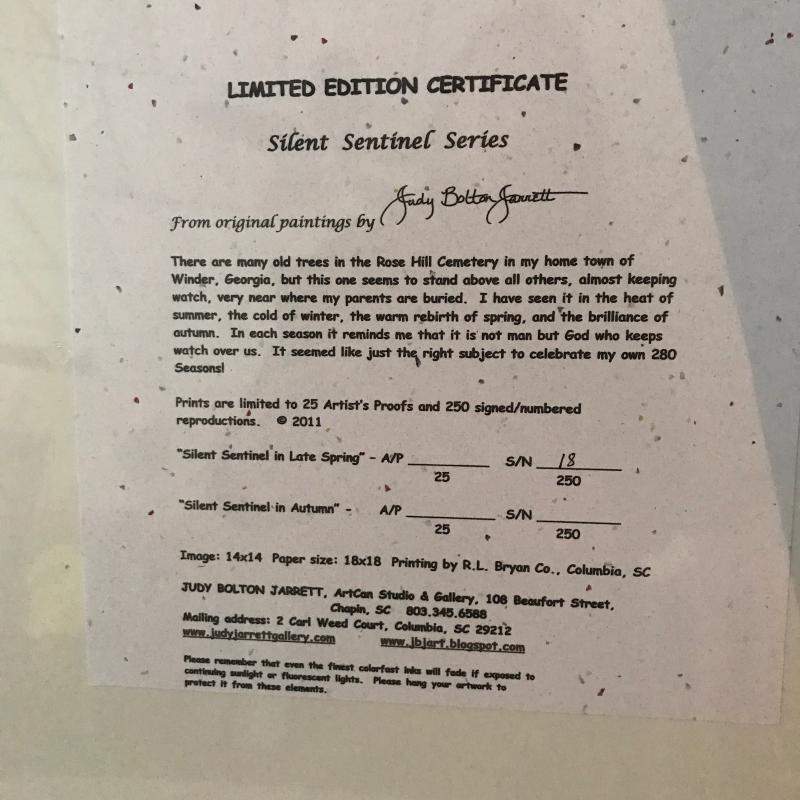 LIMITED EDITION CERTIFICATE
Silent Sentinel Series
From original paintings by Judy Bolton Jarrett
There are many old trees in the Rose Hill Cemetery in my home town of
Winder, Georgia, but this one seems to stand above all others, almost keeping
watch, very near where my parents are buried. I have seen it in the heat of
summer, the cold of winter, the warm rebirth of spring, and the brilliance of
autumn. In each season it reminds me that it is not man but God who keeps
watch over us. It seemed like just the right subject to celebrate my own 280
Seasons!
Prints are limited to 25 Artist's Proofs and 250 signed/numbered
reproductions. © 2011
"Silent Sentinel in Late Spring" - A/P ________ S/N __18__
25 250
"Silent Sentinel in Autumn" - A/P ________ S/N ________
25 250
Image: 14x14 Paper size: 18x18 Printing by R.L. Bryan Co., Columbia, SC
JUDY BOLTON JARRETT, ArtCan Studio & Gallery, 108 Beaufort Street,
Chapin, SC 803.345.6588
Mailing address: 2 Carl Weed Court, Columbia, SC 29212
www.judyjarrettgallery.com www.jbjart.blogspot.com
Please remember that even the finest colorfast inks will fade if exposed to
continuing sunlight or fluorescent lights. Please hang your artwork to
protect it from these elements.